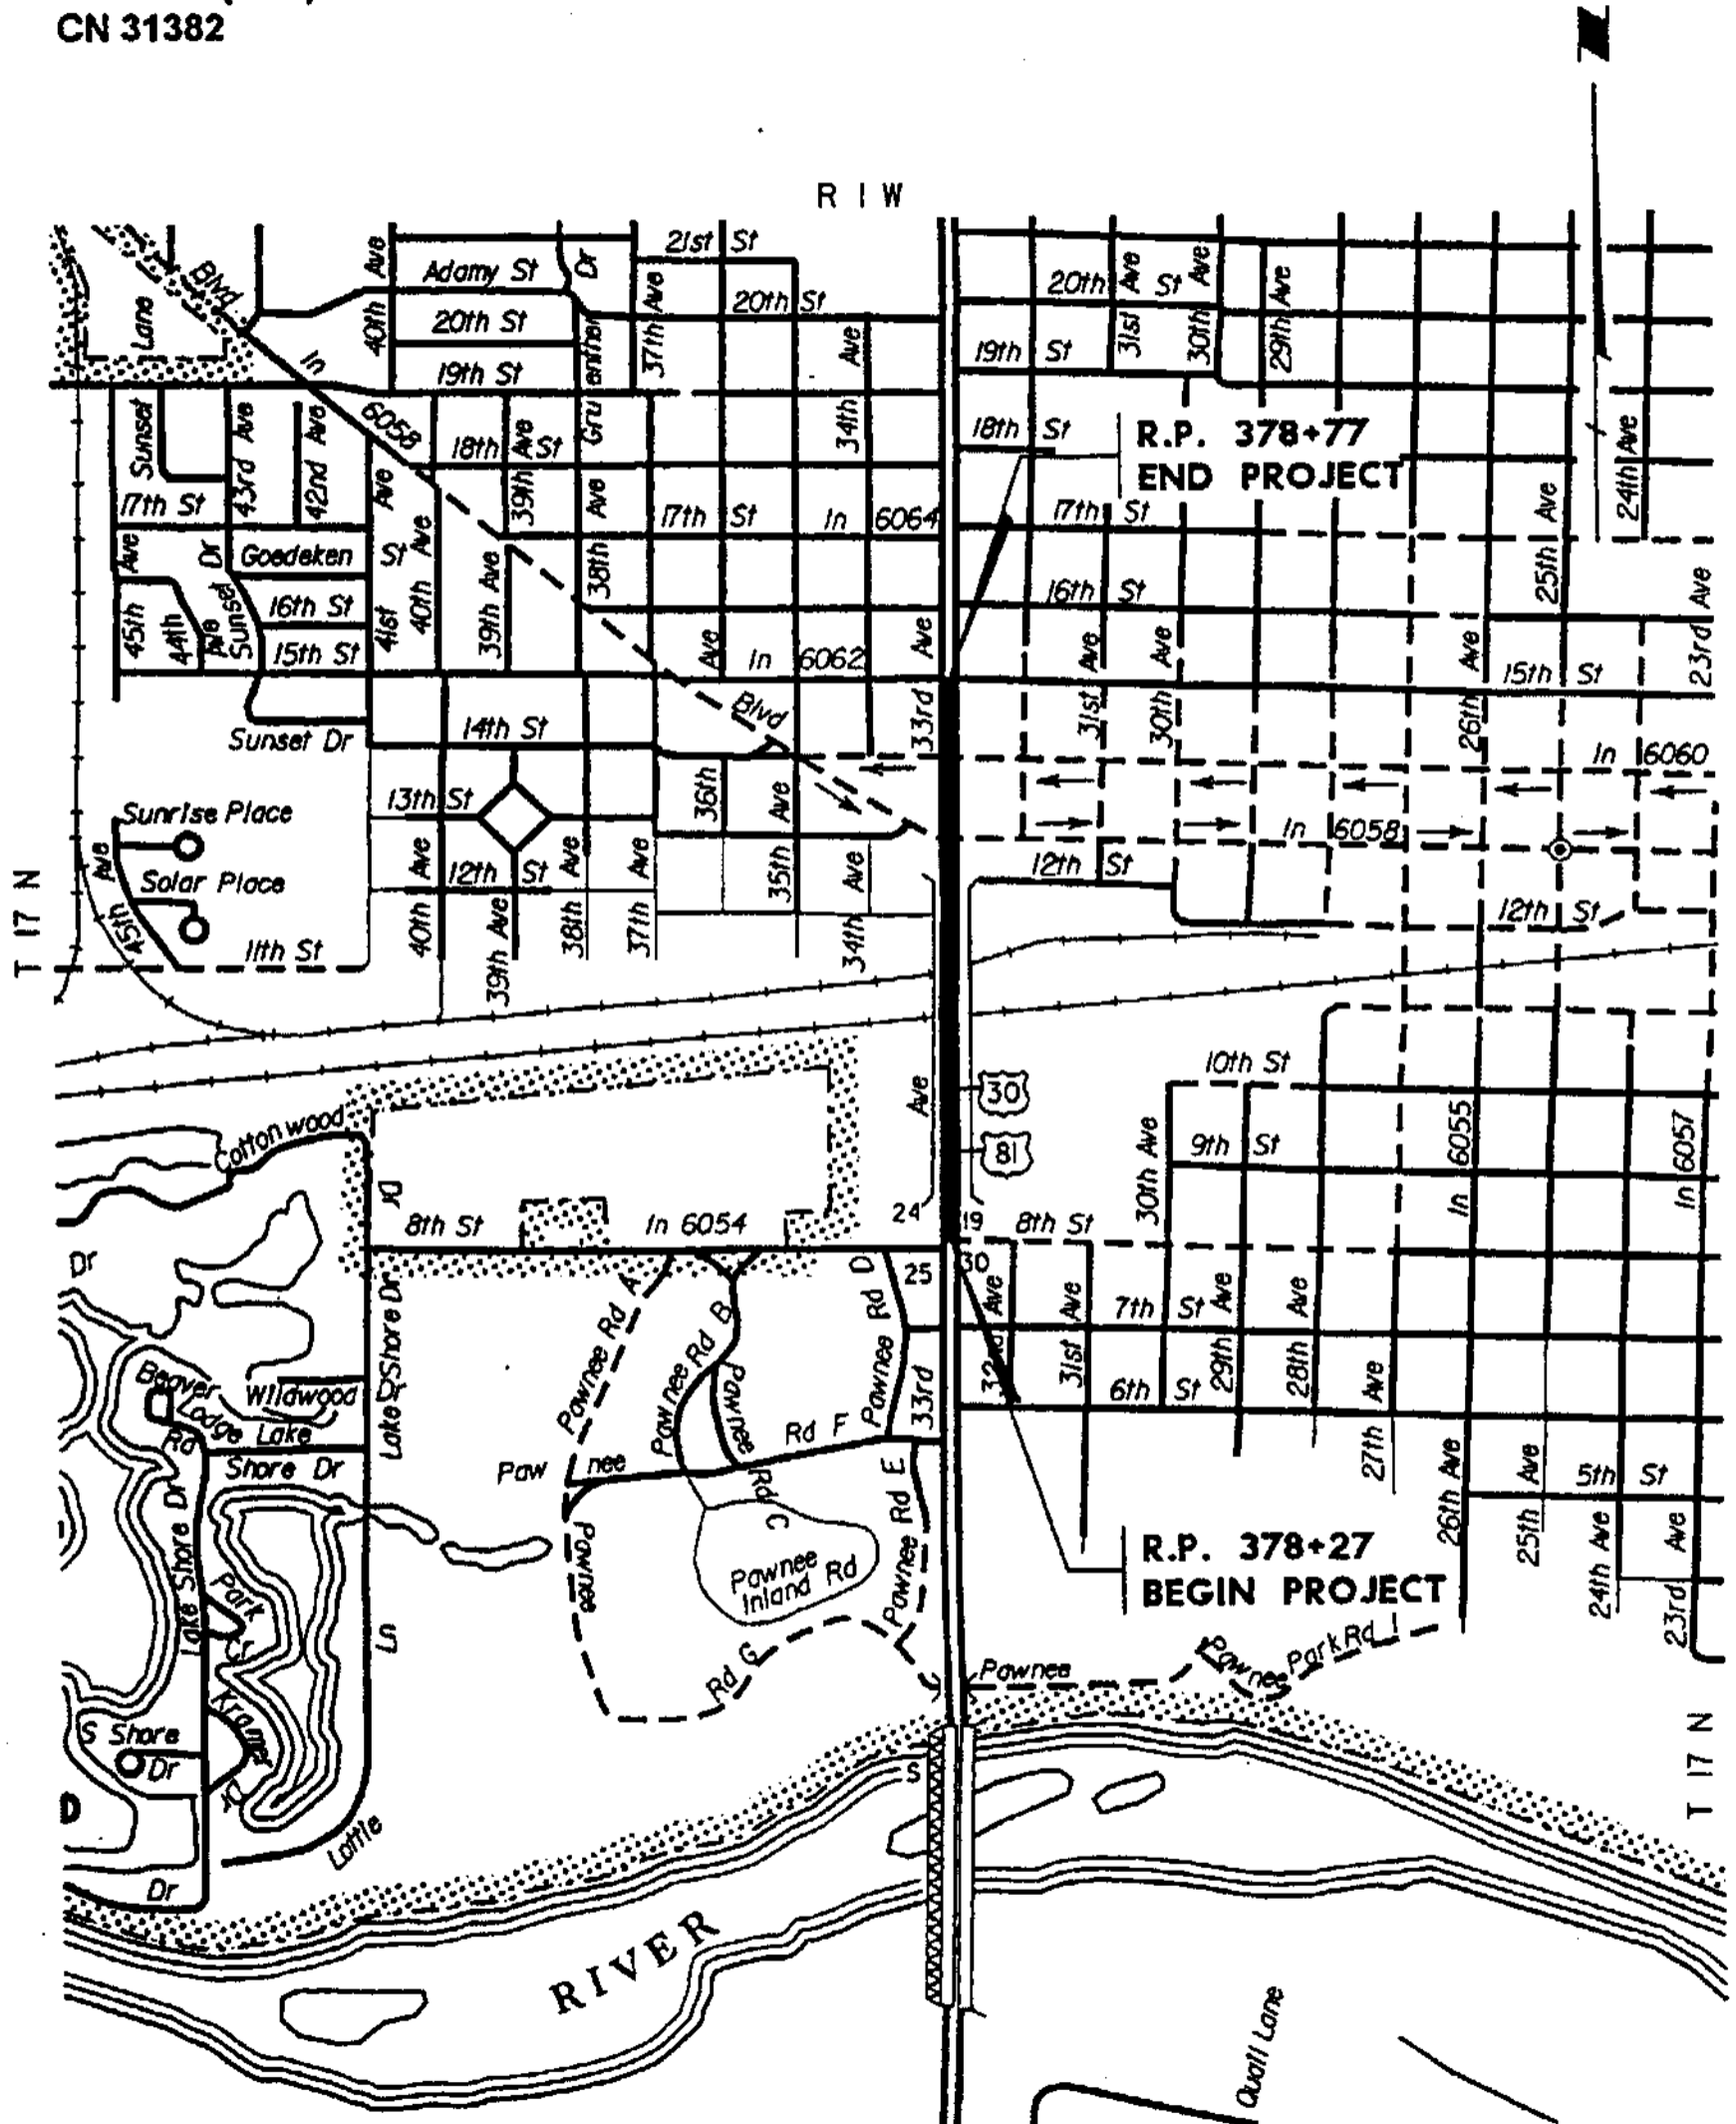 CN 31382
R 1 W
Blvd
Lane
In
6058
40th Ave
Adamy St
Dr
21st St
20th St
20th St
19th St
Gruenther
37th Ave
34th Ave
20th St
31st Ave
30th Ave
29th Ave
19th St
18th St
R.P. 378+77
END PROJECT
Sunset
43rd Ave
42nd Ave
18th St
39th Ave
24th Ave
17th St
Ave
40th Ave
38th Ave
17th St
In 6064
17th St
25th Ave
Ave
Dr
Goedeken St
16th St
15th St
45th
44th Ave
Sunset
41st
39th Ave
16th St
23rd Ave
In 6062
Ave
33rd Ave
31st Ave
30th Ave
26th Ave
15th St
Blvd
Sunset Dr
14th St
In 6060
13th St
36th
35th Ave
Sunrise Place
In 6058
Solar Place
45th Ave
12th St
40th Ave
39th Ave
38th Ave
37th Ave
34th Ave
12th St
12th St
11th St
T 17 N
10th St
Ave
30
81
9th St
30th Ave
In 6055
In 6057
Cottonwood Dr
8th St
In 6054
24
19
8th St
25
30
Dr
Lake Shore Dr
Pawnee Rd A
Pawnee Rd B
Pawnee Rd D
33rd
32nd Ave
31st Ave
7th St
29th Ave
28th Ave
6th St
27th Ave
Beaver Lodge Rd
Wildwood Dr
Lake Shore Dr
Pawnee Rd F
Pawnee Rd C
Pawnee Rd E
Pawnee Inland Rd
26th Ave
25th Ave
5th St
24th Ave
23rd Ave
R.P. 378+27
BEGIN PROJECT
Lake Shore Dr
Park Cr
Ln
Pawnee
Rd G
Pawnee
Pawnee Park Rd I
Kramer Dr
S Shore Dr
D
S
T 17 N
Lottie
Dr
RIVER
Quail Lane